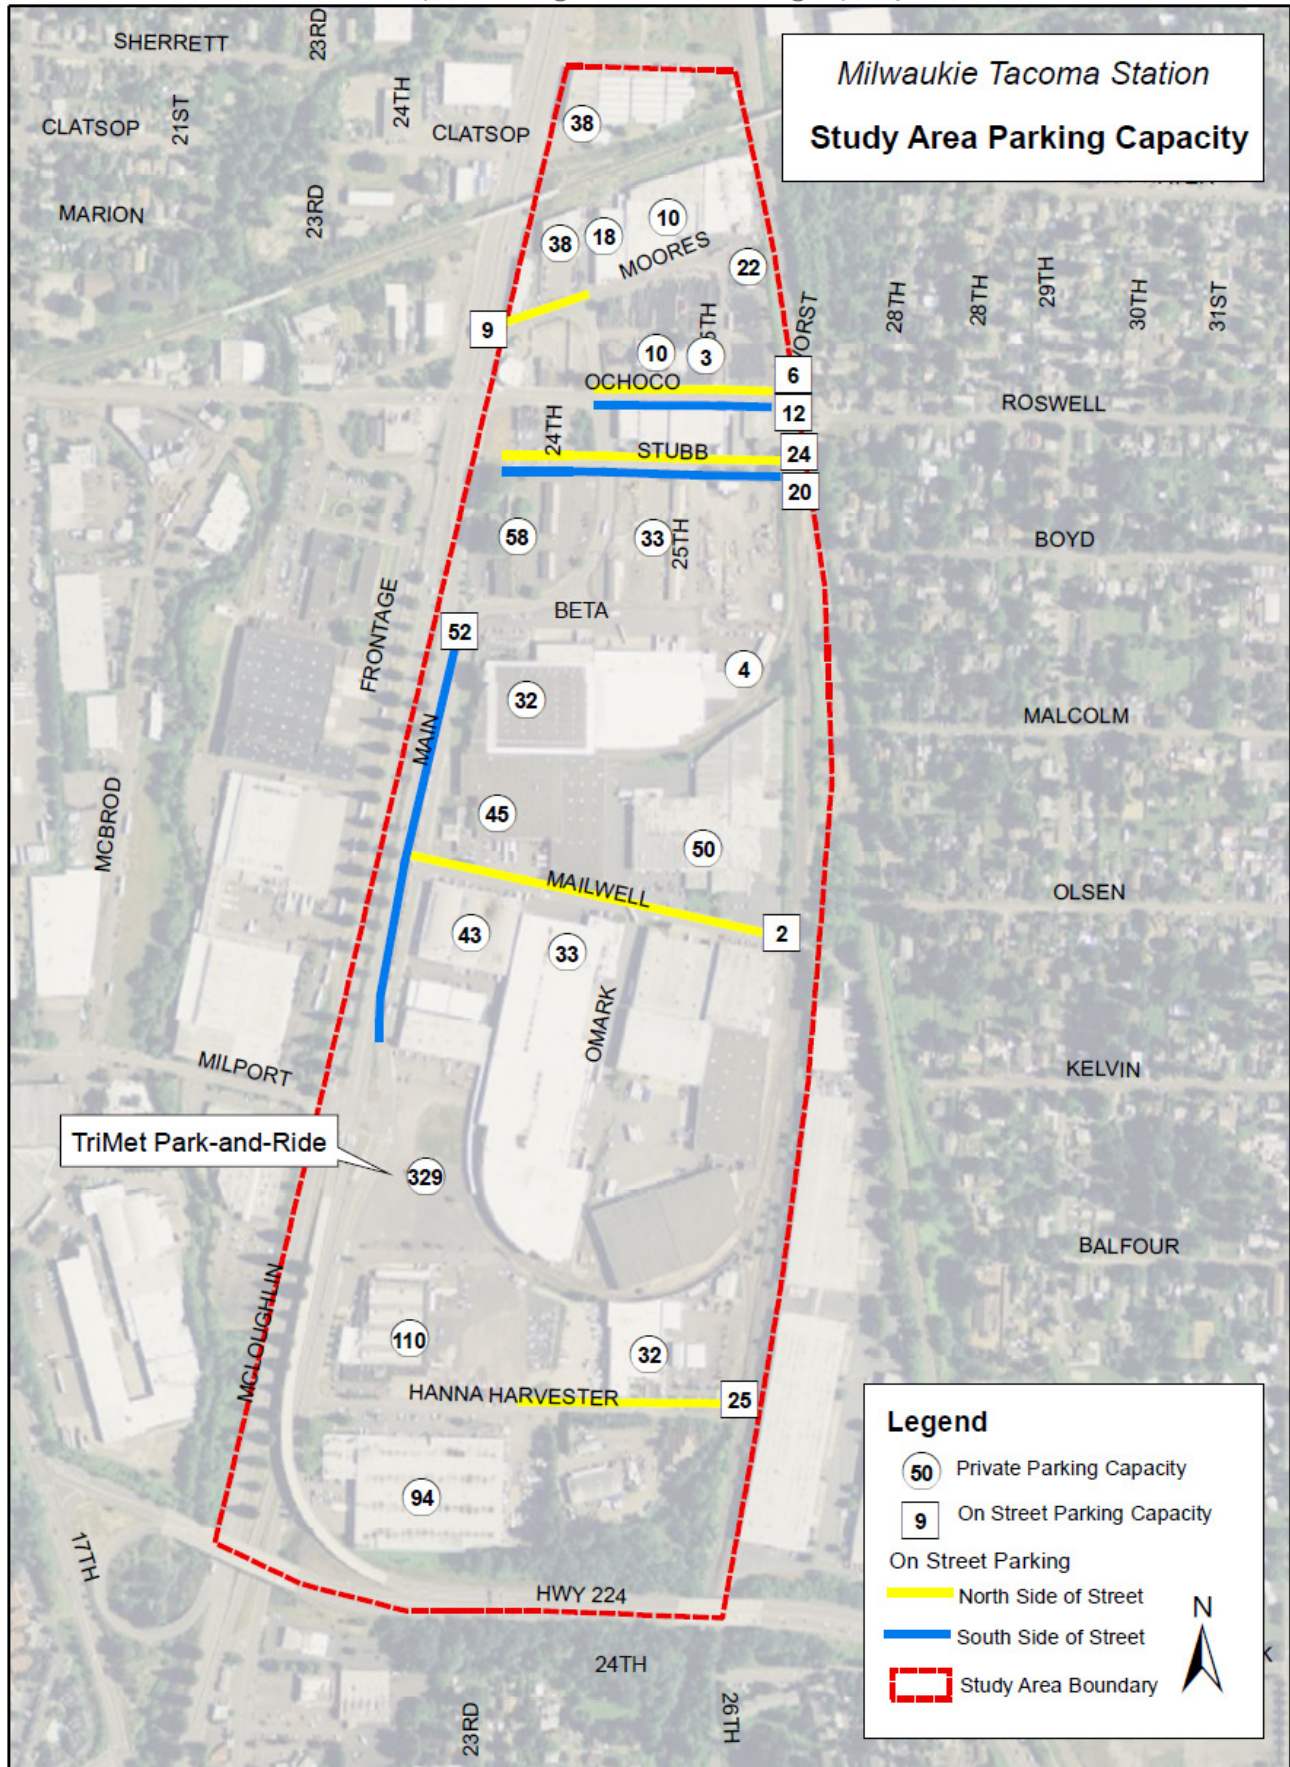 Milwaukie Tacoma Station
Study Area Parking Capacity
SHERRETT
23RD
24TH
21ST
CLATSOP
CLATSOP
38
MARION
23RD
10
18
38
MOORES
22
28TH
28TH
29TH
30TH
31ST
9
10
3
6
OCHOCO
12
ROSWELL
24TH
STUBB
24
20
58
33
25TH
BOYD
FRONTAGE
BETA
52
4
32
MAIN
MALCOLM
MCBROD
45
50
MAILWELL
OLSEN
43
33
2
OMARK
MILPORT
KELVIN
TriMet Park-and-Ride
329
BALFOUR
MCLOUGHLIN
110
32
HANNA HARVESTER
25
94
17TH
HWY 224
24TH
23RD
26TH
Legend
50 Private Parking Capacity
9 On Street Parking Capacity
On Street Parking
North Side of Street
South Side of Street
Study Area Boundary
N